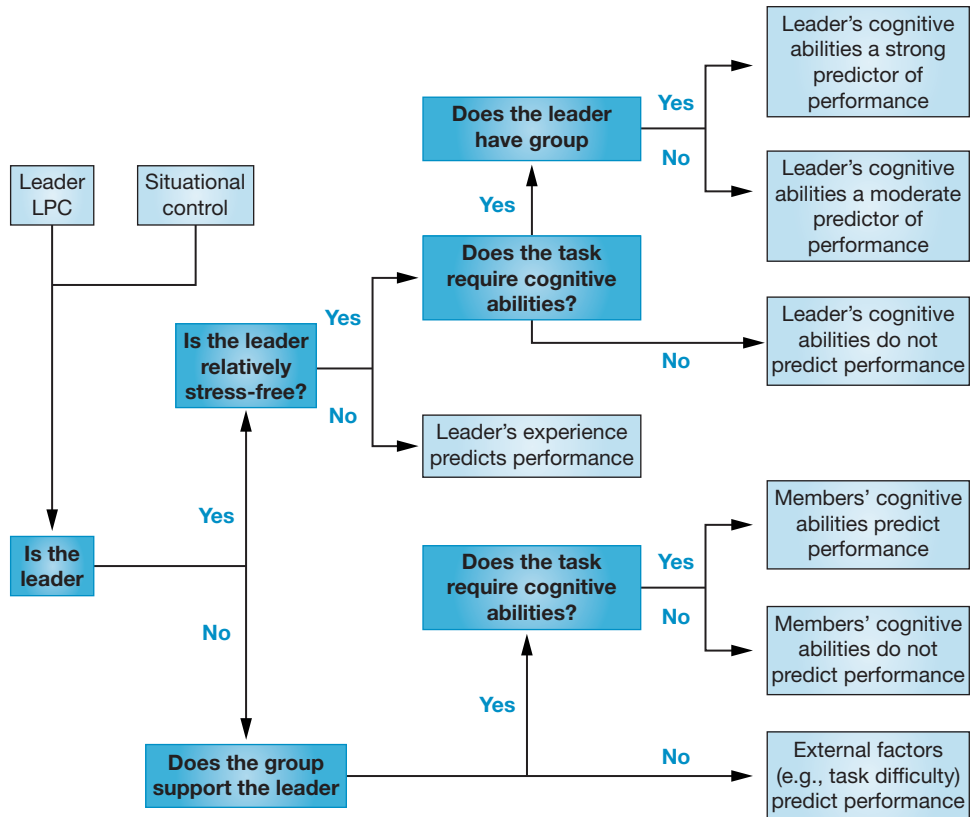 Leader's cognitive
abilities a strong
predictor of
performance
Does the leader
have group
Yes
No
Leader
LPC
Situational
control
Leader's cognitive
abilities a moderate
predictor of
performance
Yes
Does the task
require cognitive
abilities?
Yes
Is the leader
relatively
stress-free?
Leader's cognitive
abilities do not
predict performance
No
No
Leader's experience
predicts performance
Yes
Is the
leader
No
Members' cognitive
abilities predict
performance
Does the task
require cognitive
abilities?
Yes
No
Members' cognitive
abilities do not
predict performance
Yes
Does the group
support the leader
No
External factors
(e.g., task difficulty)
predict performance